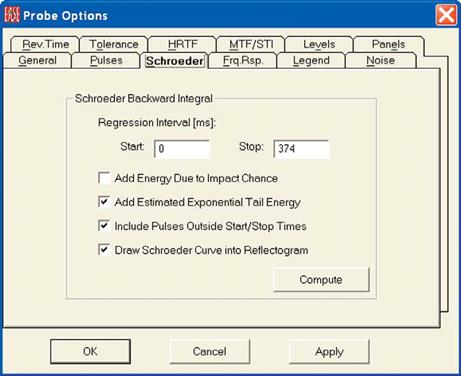 EASE Probe Options
Rev.Time Tolerance HRTF MTF/STI Levels Panels
General Pulses Schroeder Frq.Rsp. Legend Noise
Schroeder Backward Integral
Regression Interval [ms]:
Start: 0 Stop: 374
Add Energy Due to Impact Chance
Add Estimated Exponential Tail Energy
Include Pulses Outside Start/Stop Times
Draw Schroeder Curve into Reflectogram
Compute
OK Cancel Apply